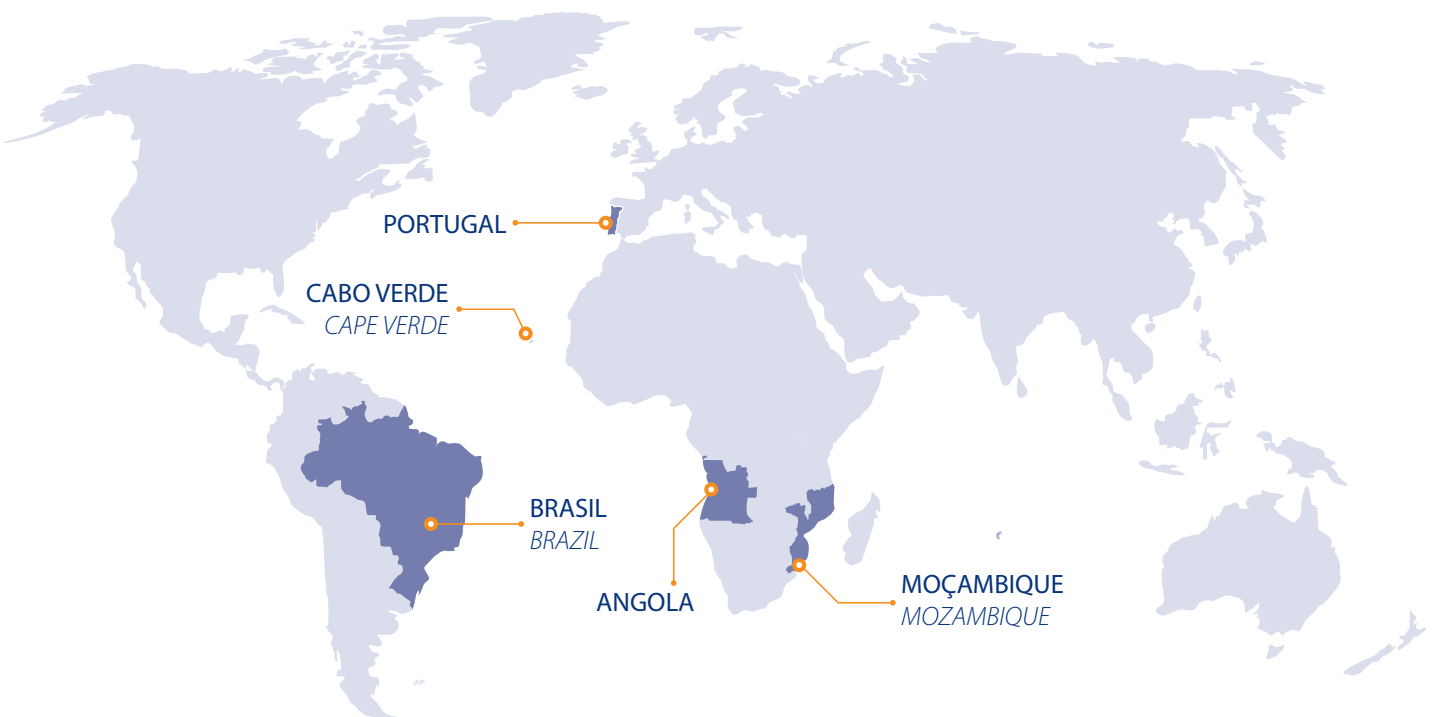 PORTUGAL
CABO VERDE
CAPE VERDE
BRASIL
BRAZIL
ANGOLA
MOÇAMBIQUE
MOZAMBIQUE